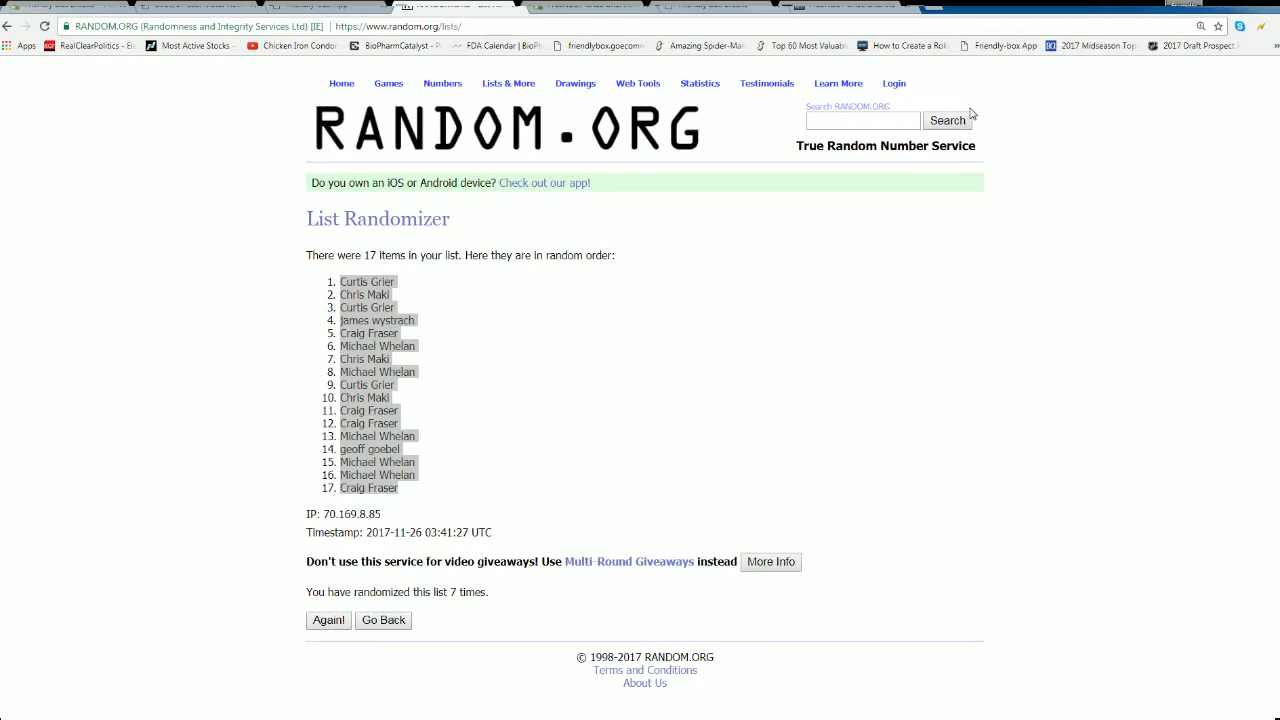 RANDOM.ORG (Randomness and Integrity Services Ltd) [IE] https://www.random.org/lists/
Apps RealClearPolitics - Ele Most Active Stocks - Chicken Iron Condor BioPharmCatalyst - P FDA Calendar | BioPh friendlybox.goecomm Amazing Spider-Man Top 60 Most Valuabl How to Create a Roku Friendly-box App 2017 Midseason Top 2017 Draft Prospect
Home Games Numbers Lists & More Drawings Web Tools Statistics Testimonials Learn More Login
RANDOM.ORG
Search RANDOM.ORG
Search
True Random Number Service
Do you own an iOS or Android device? Check out our app!
List Randomizer
There were 17 items in your list. Here they are in random order:
1. Curtis Grier
2. Chris Maki
3. Curtis Grier
4. james wystrach
5. Craig Fraser
6. Michael Whelan
7. Chris Maki
8. Michael Whelan
9. Curtis Grier
10. Chris Maki
11. Craig Fraser
12. Craig Fraser
13. Michael Whelan
14. geoff goebel
15. Michael Whelan
16. Michael Whelan
17. Craig Fraser
IP: 70.169.8.85
Timestamp: 2017-11-26 03:41:27 UTC
Don't use this service for video giveaways! Use Multi-Round Giveaways instead More Info
You have randomized this list 7 times.
Again! Go Back
© 1998-2017 RANDOM.ORG
Terms and Conditions
About Us